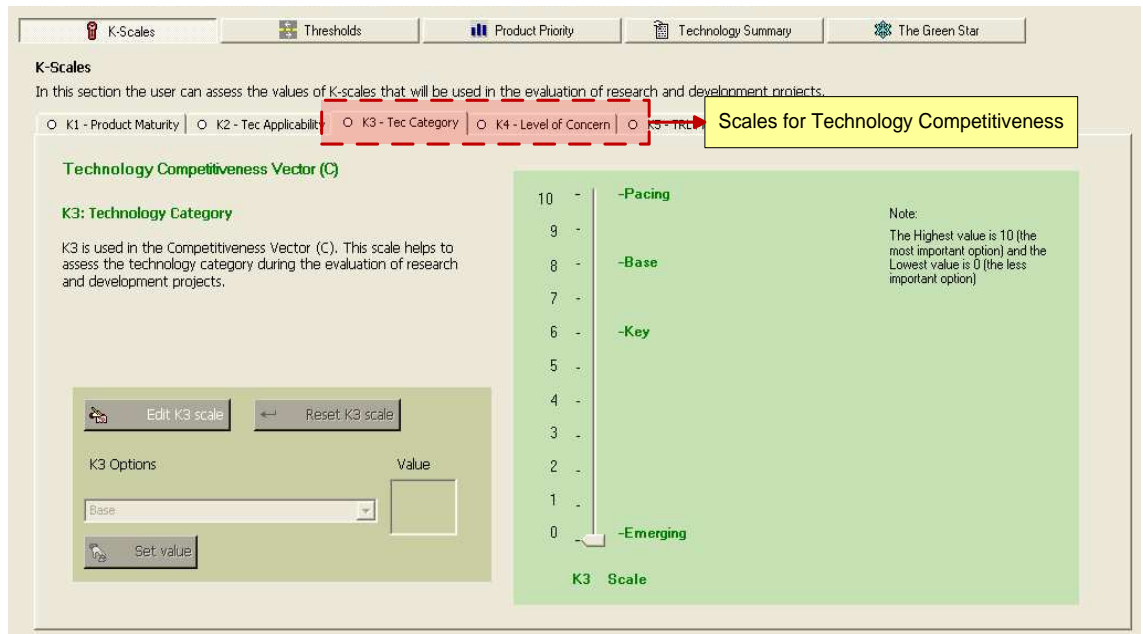 K-Scales
Thresholds
Product Priority
Technology Summary
The Green Star
K-Scales
In this section the user can assess the values of K-scales that will be used in the evaluation of research and development projects.
K1 - Product Maturity
K2 - Tec Applicability
K3 - Tec Category
K4 - Level of Concern
K5 - TRL
Scales for Technology Competitiveness
Technology Competitiveness Vector (C)
K3: Technology Category
K3 is used in the Competitiveness Vector (C). This scale helps to
assess the technology category during the evaluation of research
and development projects.
Edit K3 scale
Reset K3 scale
K3 Options
Value
Base
Set value
10 - -Pacing
9 -
8 - -Base
7 -
6 - -Key
5 -
4 -
3 -
2 -
1 -
0 - -Emerging
K3 Scale
Note:
The Highest value is 10 (the
most important option) and the
Lowest value is 0 (the less
important option)